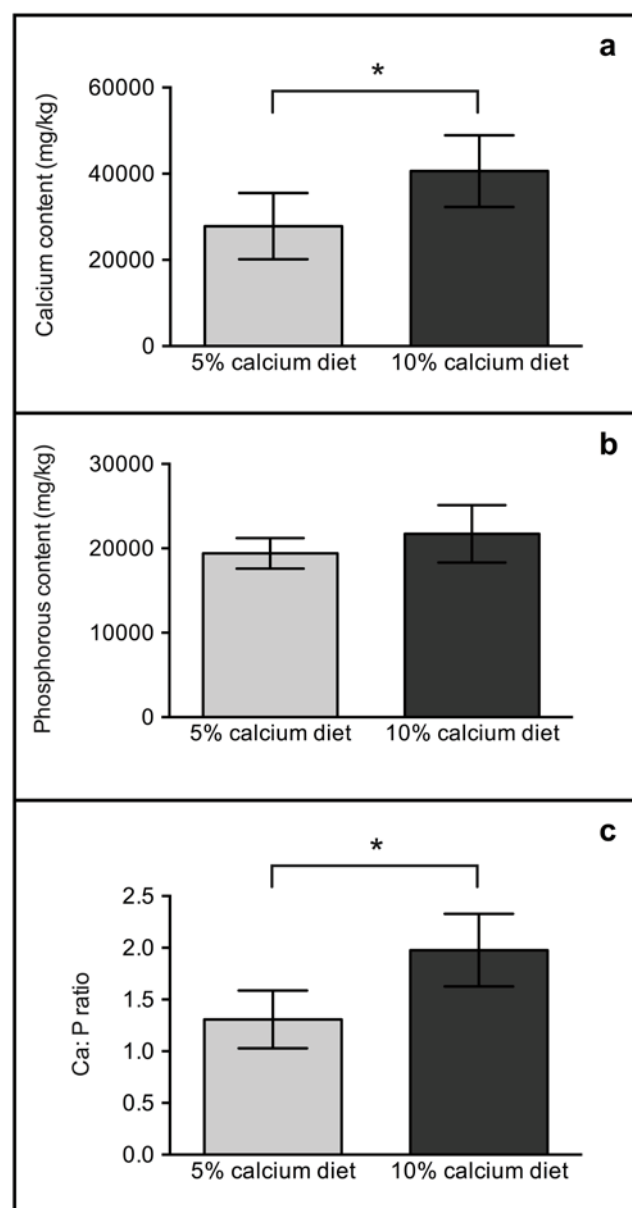 a
*
Calcium content (mg/kg)
60000
40000
20000
0
5% calcium diet
10% calcium diet
b
Phosphorous content (mg/kg)
30000
20000
10000
0
5% calcium diet
10% calcium diet
c
*
Ca: P ratio
2.5
2.0
1.5
1.0
0.5
0.0
5% calcium diet
10% calcium diet